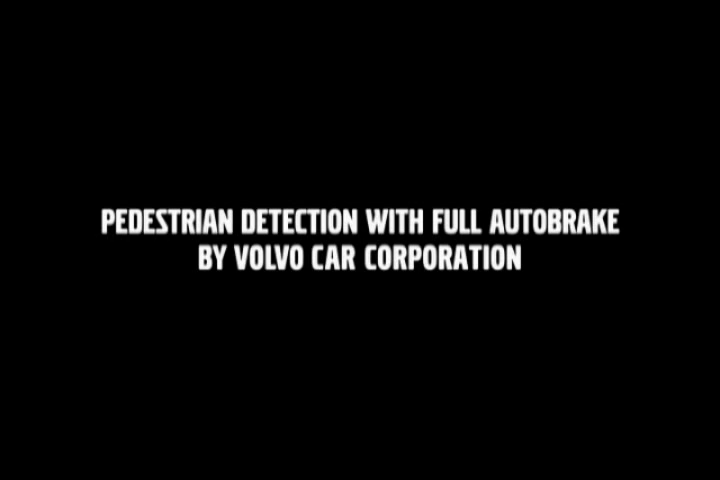 PEDESTRIAN DETECTION WITH FULL AUTOBRAKE
BY VOLVO CAR CORPORATION